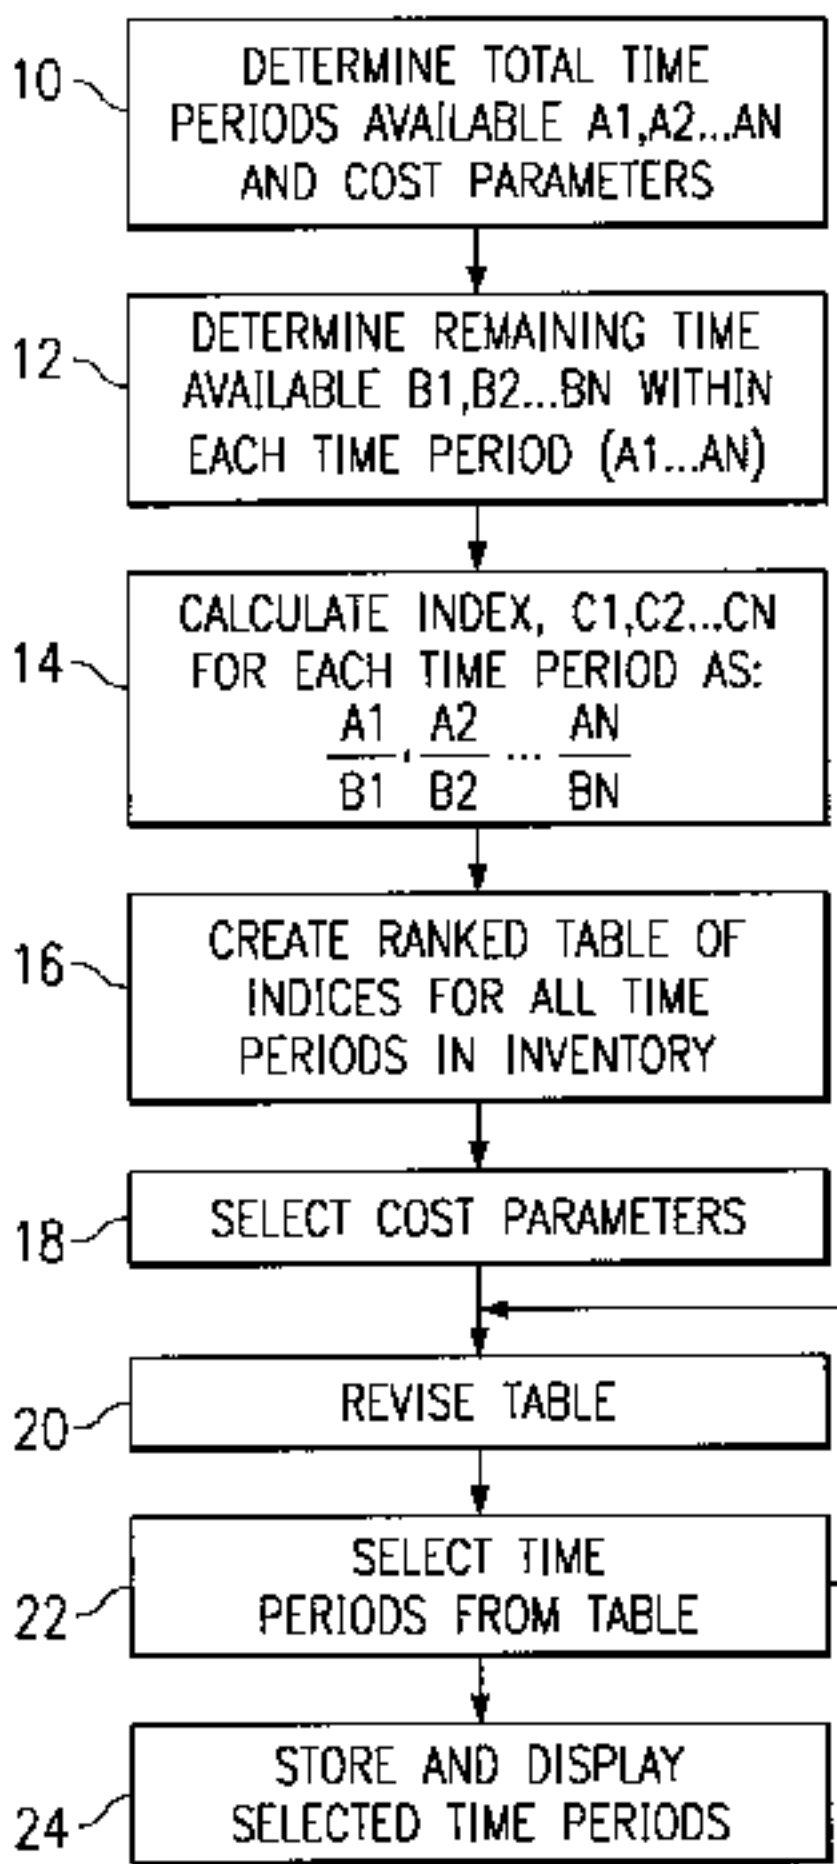 10
DETERMINE TOTAL TIME
PERIODS AVAILABLE A1,A2...AN
AND COST PARAMETERS
12
DETERMINE REMAINING TIME
AVAILABLE B1,B2...BN WITHIN
EACH TIME PERIOD (A1...AN)
14
CALCULATE INDEX, C1,C2...CN
FOR EACH TIME PERIOD AS:
A1 A2 AN
, ...
B1 B2 BN
16
CREATE RANKED TABLE OF
INDICES FOR ALL TIME
PERIODS IN INVENTORY
18
SELECT COST PARAMETERS
20
REVISE TABLE
22
SELECT TIME
PERIODS FROM TABLE
24
STORE AND DISPLAY
SELECTED TIME PERIODS